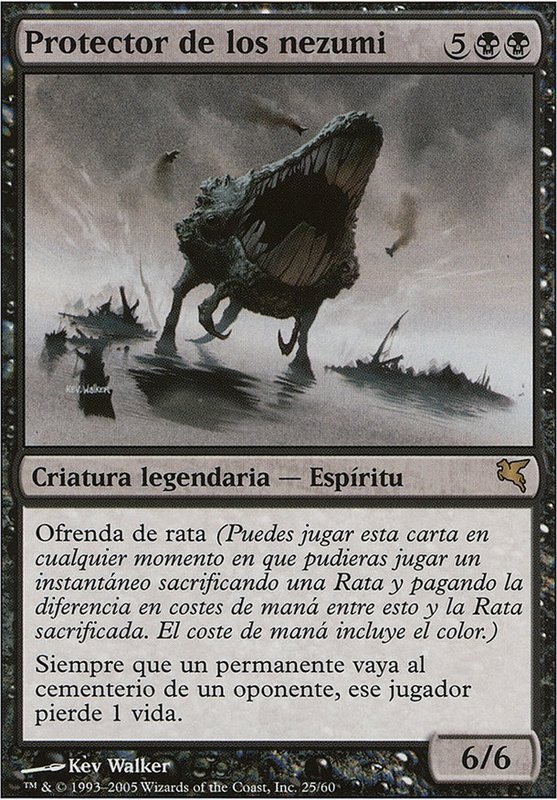 Protector de los nezumi 5
KEV. WALKER
Criatura legendaria — Espíritu
Ofrenda de rata (Puedes jugar esta carta en
cualquier momento en que pudieras jugar un
instantáneo sacrificando una Rata y pagando la
diferencia en costes de maná entre esto y la Rata
sacrificada. El coste de maná incluye el color.)
Siempre que un permanente vaya al
cementerio de un oponente, ese jugador
pierde 1 vida.
6/6
Kev Walker
™ & © 1993–2005 Wizards of the Coast, Inc. 25/60